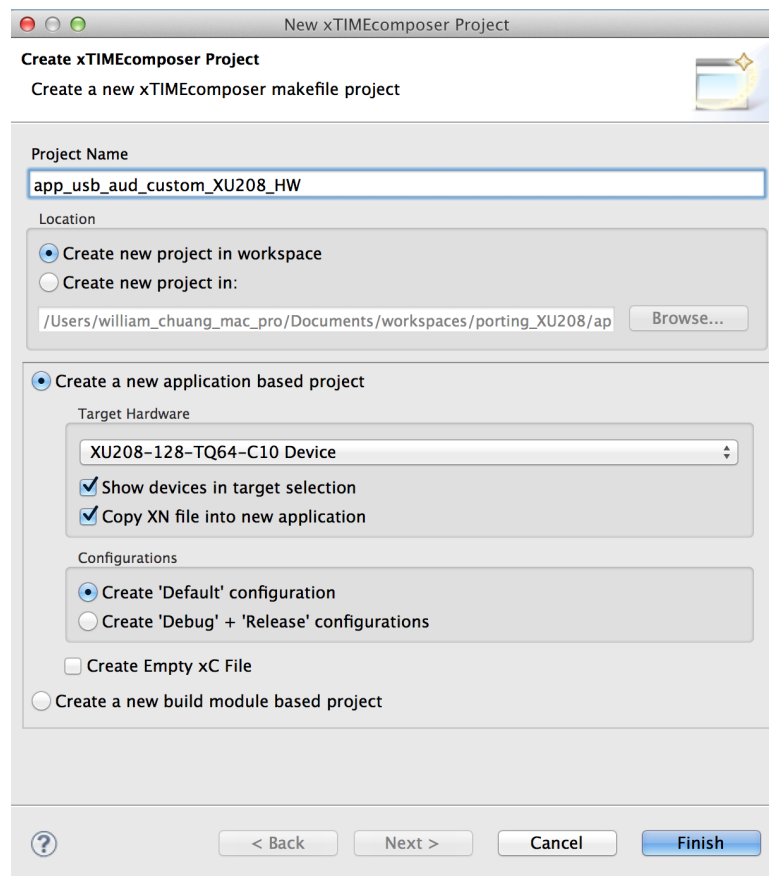 New xTIMEcomposer Project
Create xTIMEcomposer Project
Create a new xTIMEcomposer makefile project
Project Name
app_usb_aud_custom_XU208_HW
Location
Create new project in workspace
Create new project in:
/Users/william_chuang_mac_pro/Documents/workspaces/porting_XU208/ap
Browse...
Create a new application based project
Target Hardware
XU208-128-TQ64-C10 Device
Show devices in target selection
Copy XN file into new application
Configurations
Create 'Default' configuration
Create 'Debug' + 'Release' configurations
Create Empty xC File
Create a new build module based project
? < Back Next > Cancel Finish